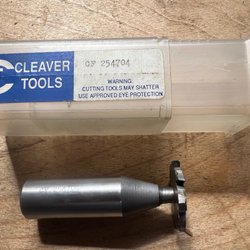 CLEAVER
TOOLS
254704
WARNING:
CUTTING TOOLS MAY SHATTER
USE APPROVED EYE PROTECTION